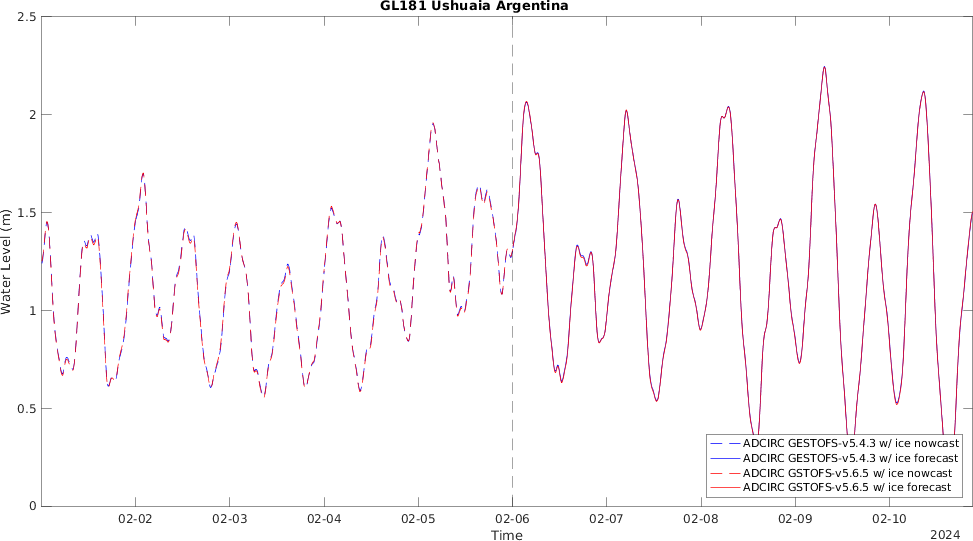 GL181 Ushuaia Argentina
2.5
2
1.5
1
0.5
0
Water Level (m)
02-02 02-03 02-04 02-05 02-06 02-07 02-08 02-09 02-10
Time
2024
ADCIRC GESTOFS-v5.4.3 w/ ice nowcast
ADCIRC GESTOFS-v5.4.3 w/ ice forecast
ADCIRC GSTOFS-v5.6.5 w/ ice nowcast
ADCIRC GSTOFS-v5.6.5 w/ ice forecast